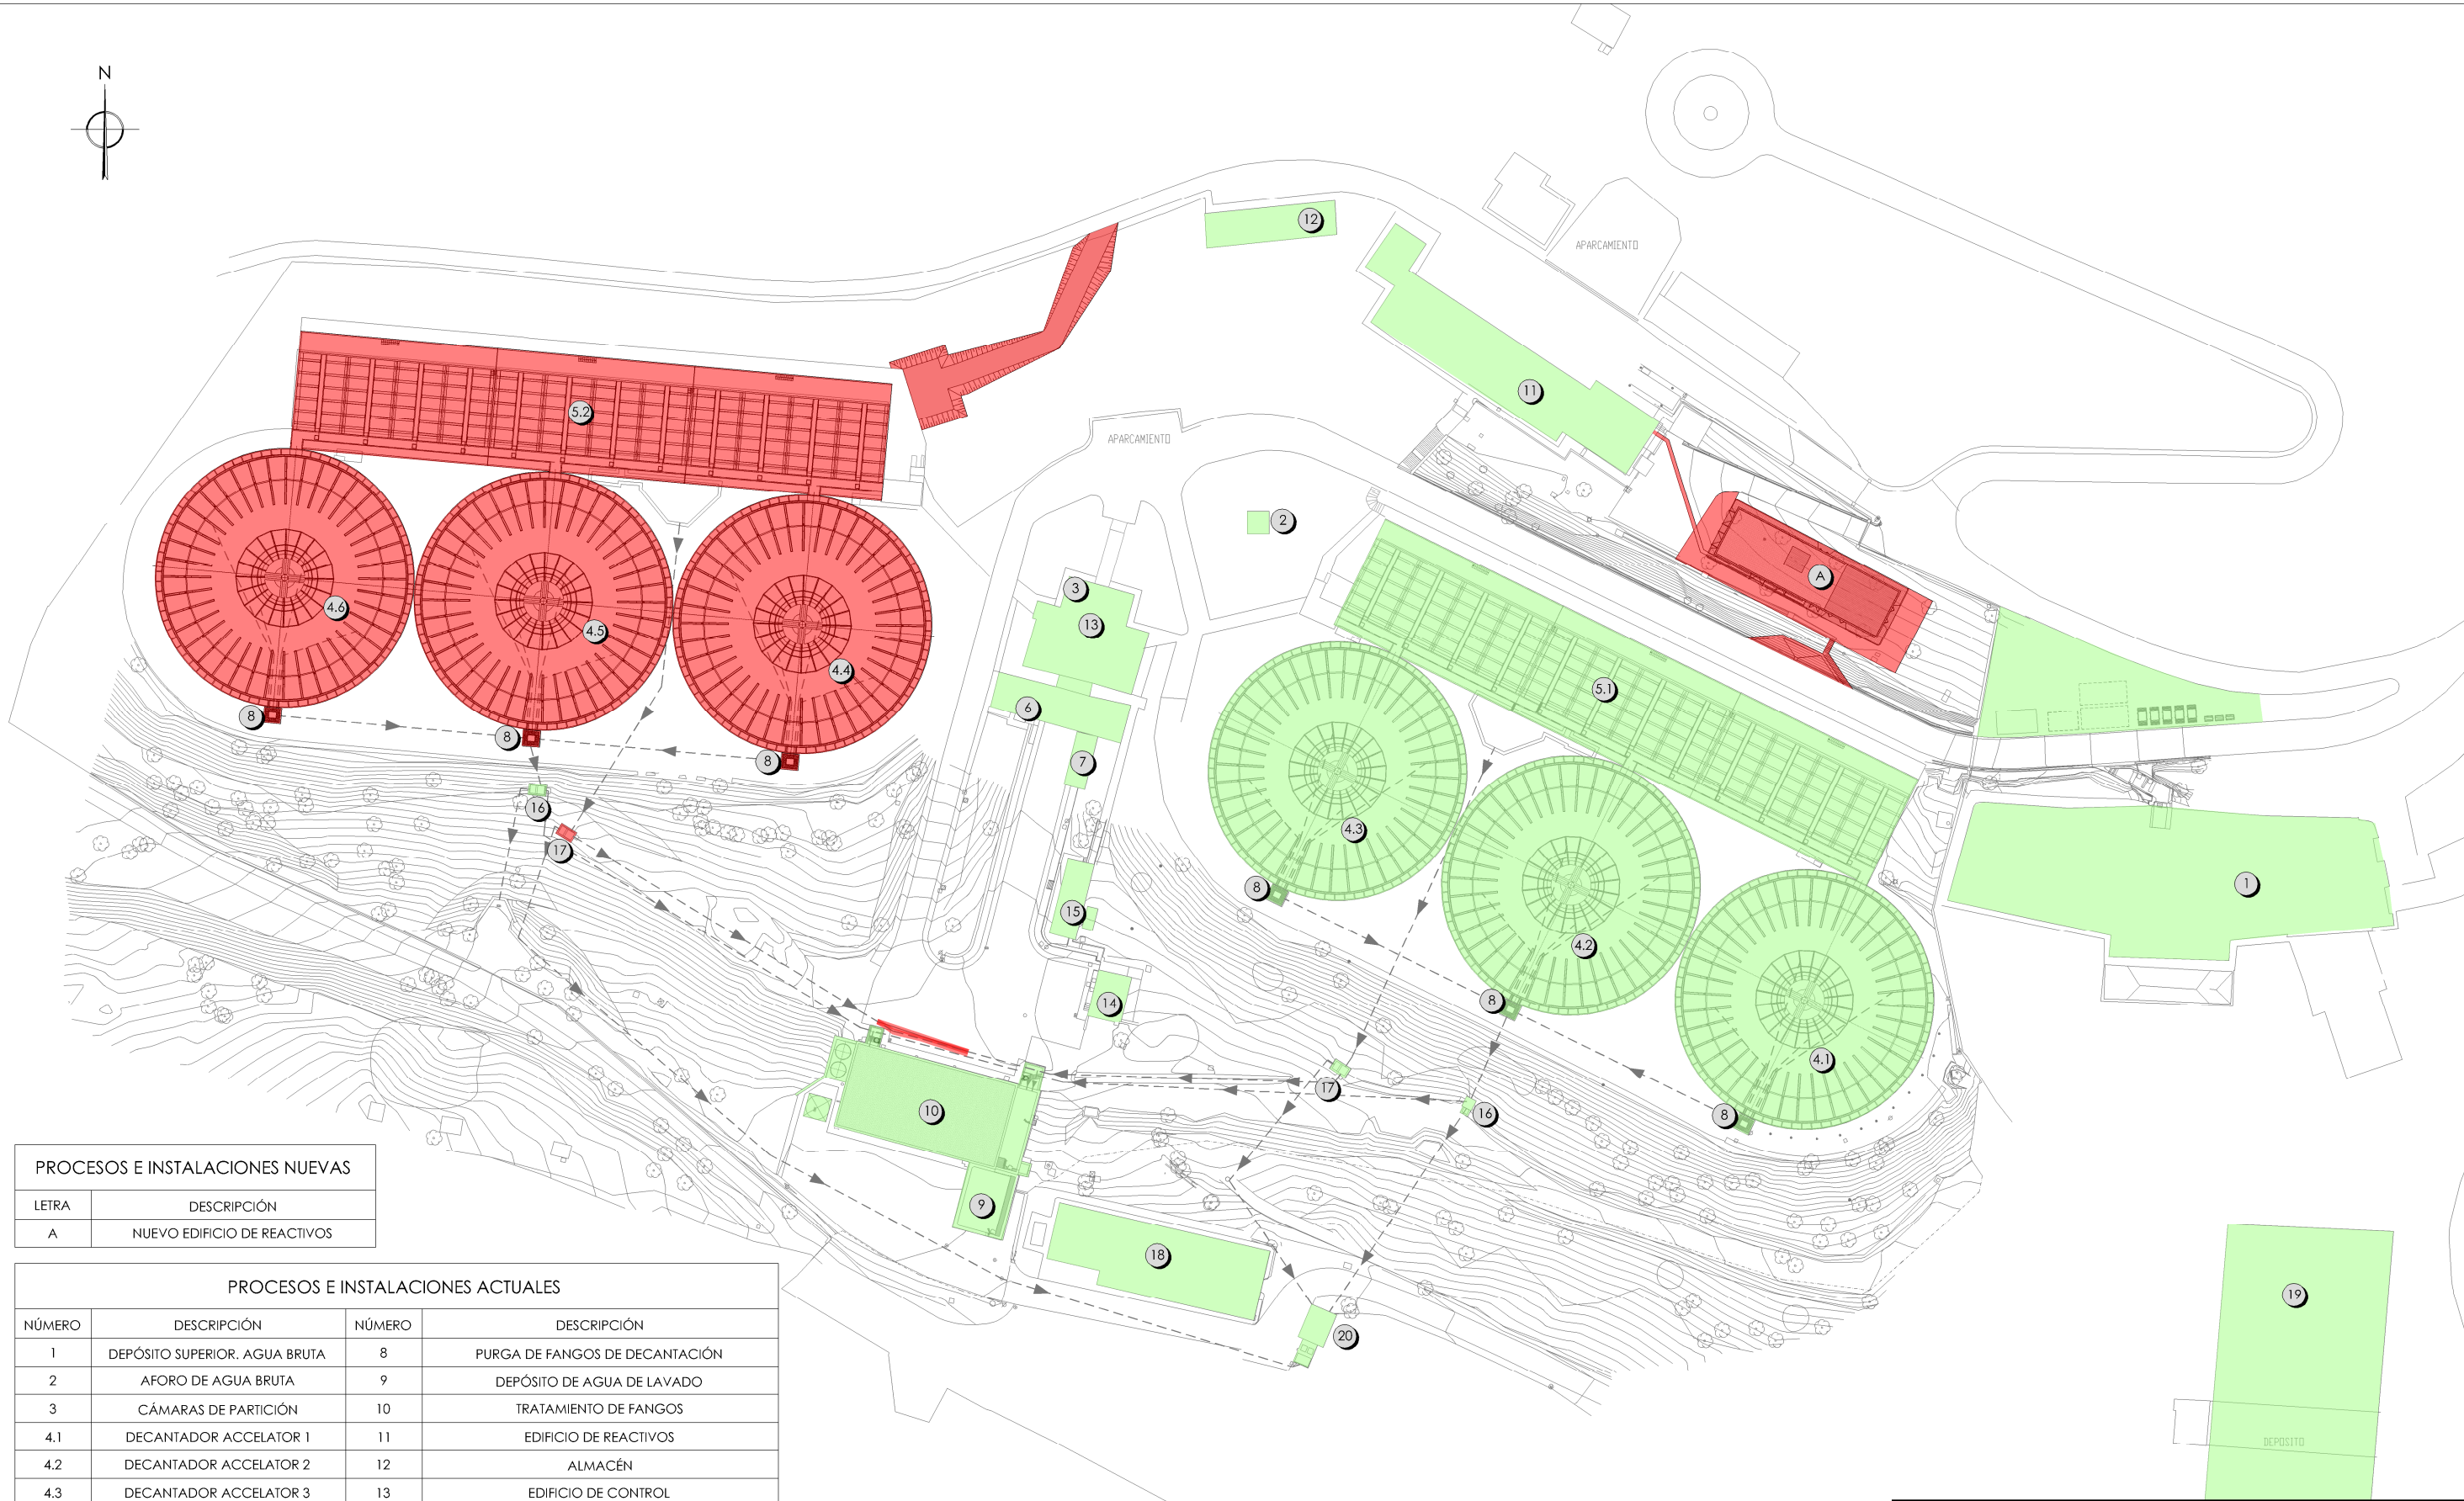 N
12
APARCAMIENTO
11
5.2
APARCAMIENTO
2
A
3
4.6
13
4.5
4.4
5.1
6
8
8
8
7
16
4.3
17
1
8
15
4.2
14
8
4.1
17
10
16
8
9
18
19
20
DEPOSITO
PROCESOS E INSTALACIONES NUEVAS
LETRA DESCRIPCIÓN
A NUEVO EDIFICIO DE REACTIVOS
PROCESOS E INSTALACIONES ACTUALES
NÚMERO DESCRIPCIÓN NÚMERO DESCRIPCIÓN
1 DEPÓSITO SUPERIOR. AGUA BRUTA 8 PURGA DE FANGOS DE DECANTACIÓN
2 AFORO DE AGUA BRUTA 9 DEPÓSITO DE AGUA DE LAVADO
3 CÁMARAS DE PARTICIÓN 10 TRATAMIENTO DE FANGOS
4.1 DECANTADOR ACCELATOR 1 11 EDIFICIO DE REACTIVOS
4.2 DECANTADOR ACCELATOR 2 12 ALMACÉN
4.3 DECANTADOR ACCELATOR 3 13 EDIFICIO DE CONTROL